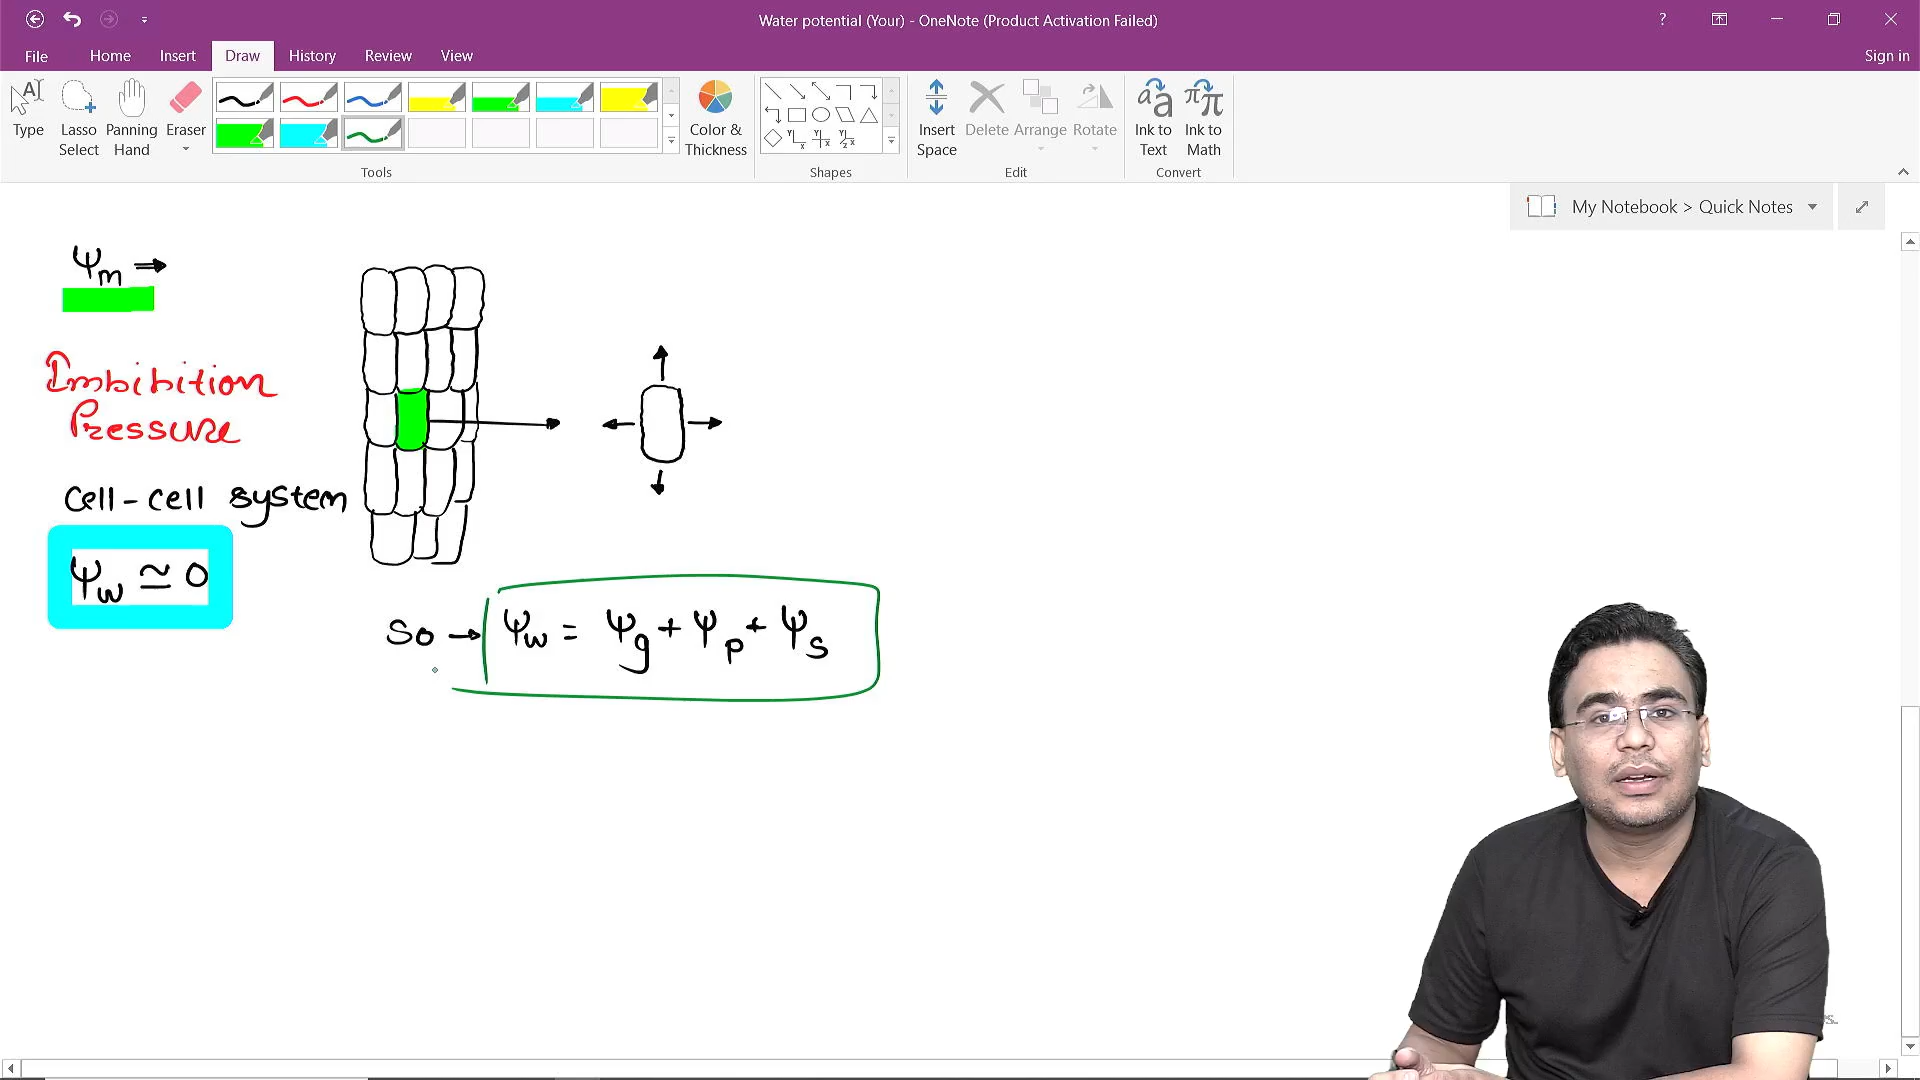 Water potential (Your) - OneNote (Product Activation Failed)
?
File Home Insert Draw History Review View
Sign in
Type
Lasso Select
Panning Hand
Eraser
Color & Thickness
Insert Space
Delete
Arrange
Rotate
Ink to Text
Ink to Math
Tools
Shapes
Edit
Convert
My Notebook > Quick Notes
Ψm ⇒
Imbibition
Pressure
Cell-cell system
Ψw ≃ 0
So → Ψw = Ψg + Ψp + Ψs